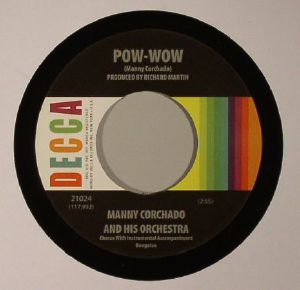 POW-WOW
(Manny Corchado)
PRODUCED BY RICHARD MARTIN
DECCA
21024
(117,992)
(2:55)
MANNY CORCHADO
AND HIS ORCHESTRA
Chorus With Instrumental Accompaniment
Boogaloo